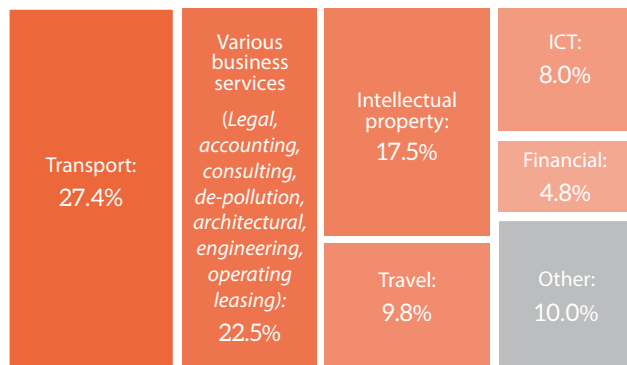 Transport:
27.4%
Various
business
services
(Legal,
accounting,
consulting,
de-pollution,
architectural,
engineering,
operating
leasing):
22.5%
Intellectual
property:
17.5%
Travel:
9.8%
ICT:
8.0%
Financial:
4.8%
Other:
10.0%